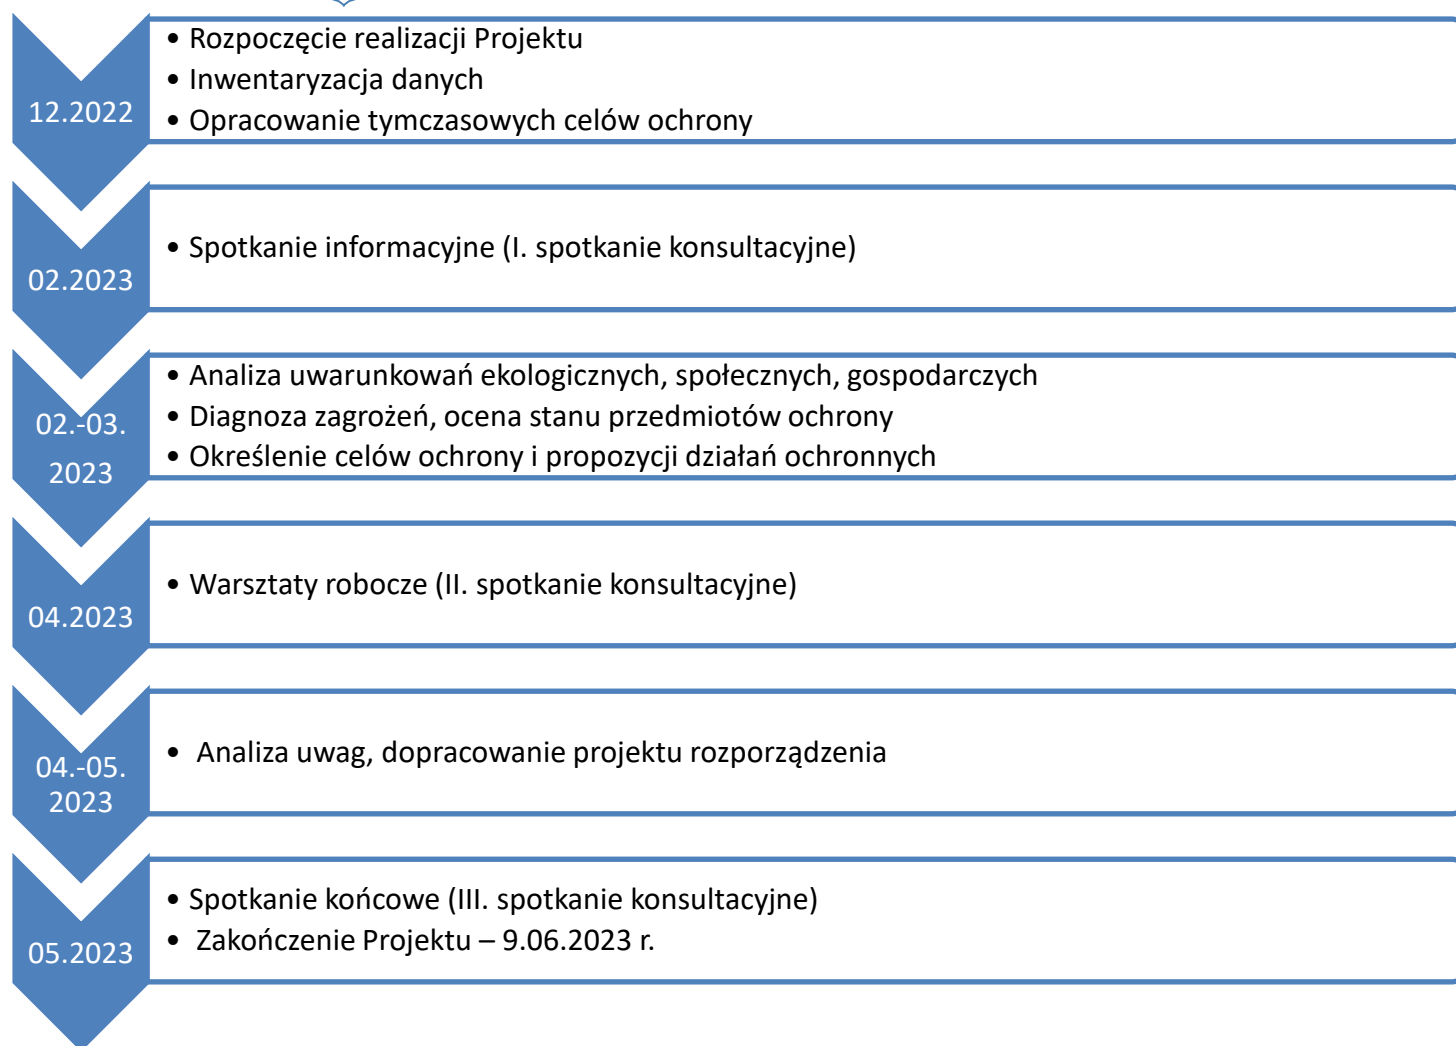 12.2022
• Rozpoczęcie realizacji Projektu
• Inwentaryzacja danych
• Opracowanie tymczasowych celów ochrony
02.2023
• Spotkanie informacyjne (I. spotkanie konsultacyjne)
02.-03.
2023
• Analiza uwarunkowań ekologicznych, społecznych, gospodarczych
• Diagnoza zagrożeń, ocena stanu przedmiotów ochrony
• Określenie celów ochrony i propozycji działań ochronnych
04.2023
• Warsztaty robocze (II. spotkanie konsultacyjne)
04.-05.
2023
• Analiza uwag, dopracowanie projektu rozporządzenia
05.2023
• Spotkanie końcowe (III. spotkanie konsultacyjne)
• Zakończenie Projektu – 9.06.2023 r.